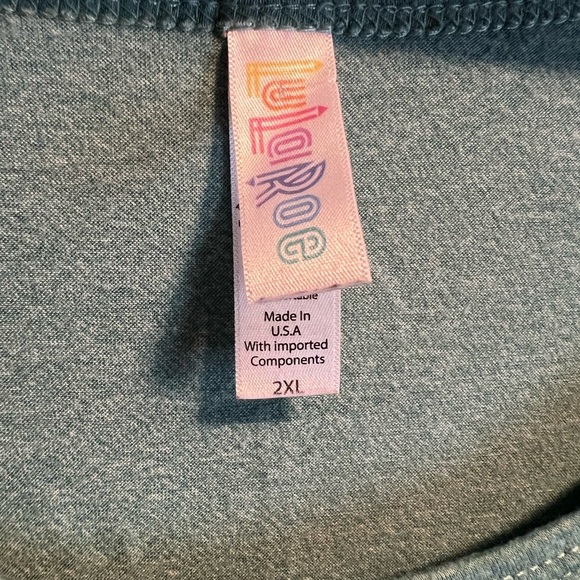 LuLaRoe
Made In
U.S.A
With imported
Components
2XL